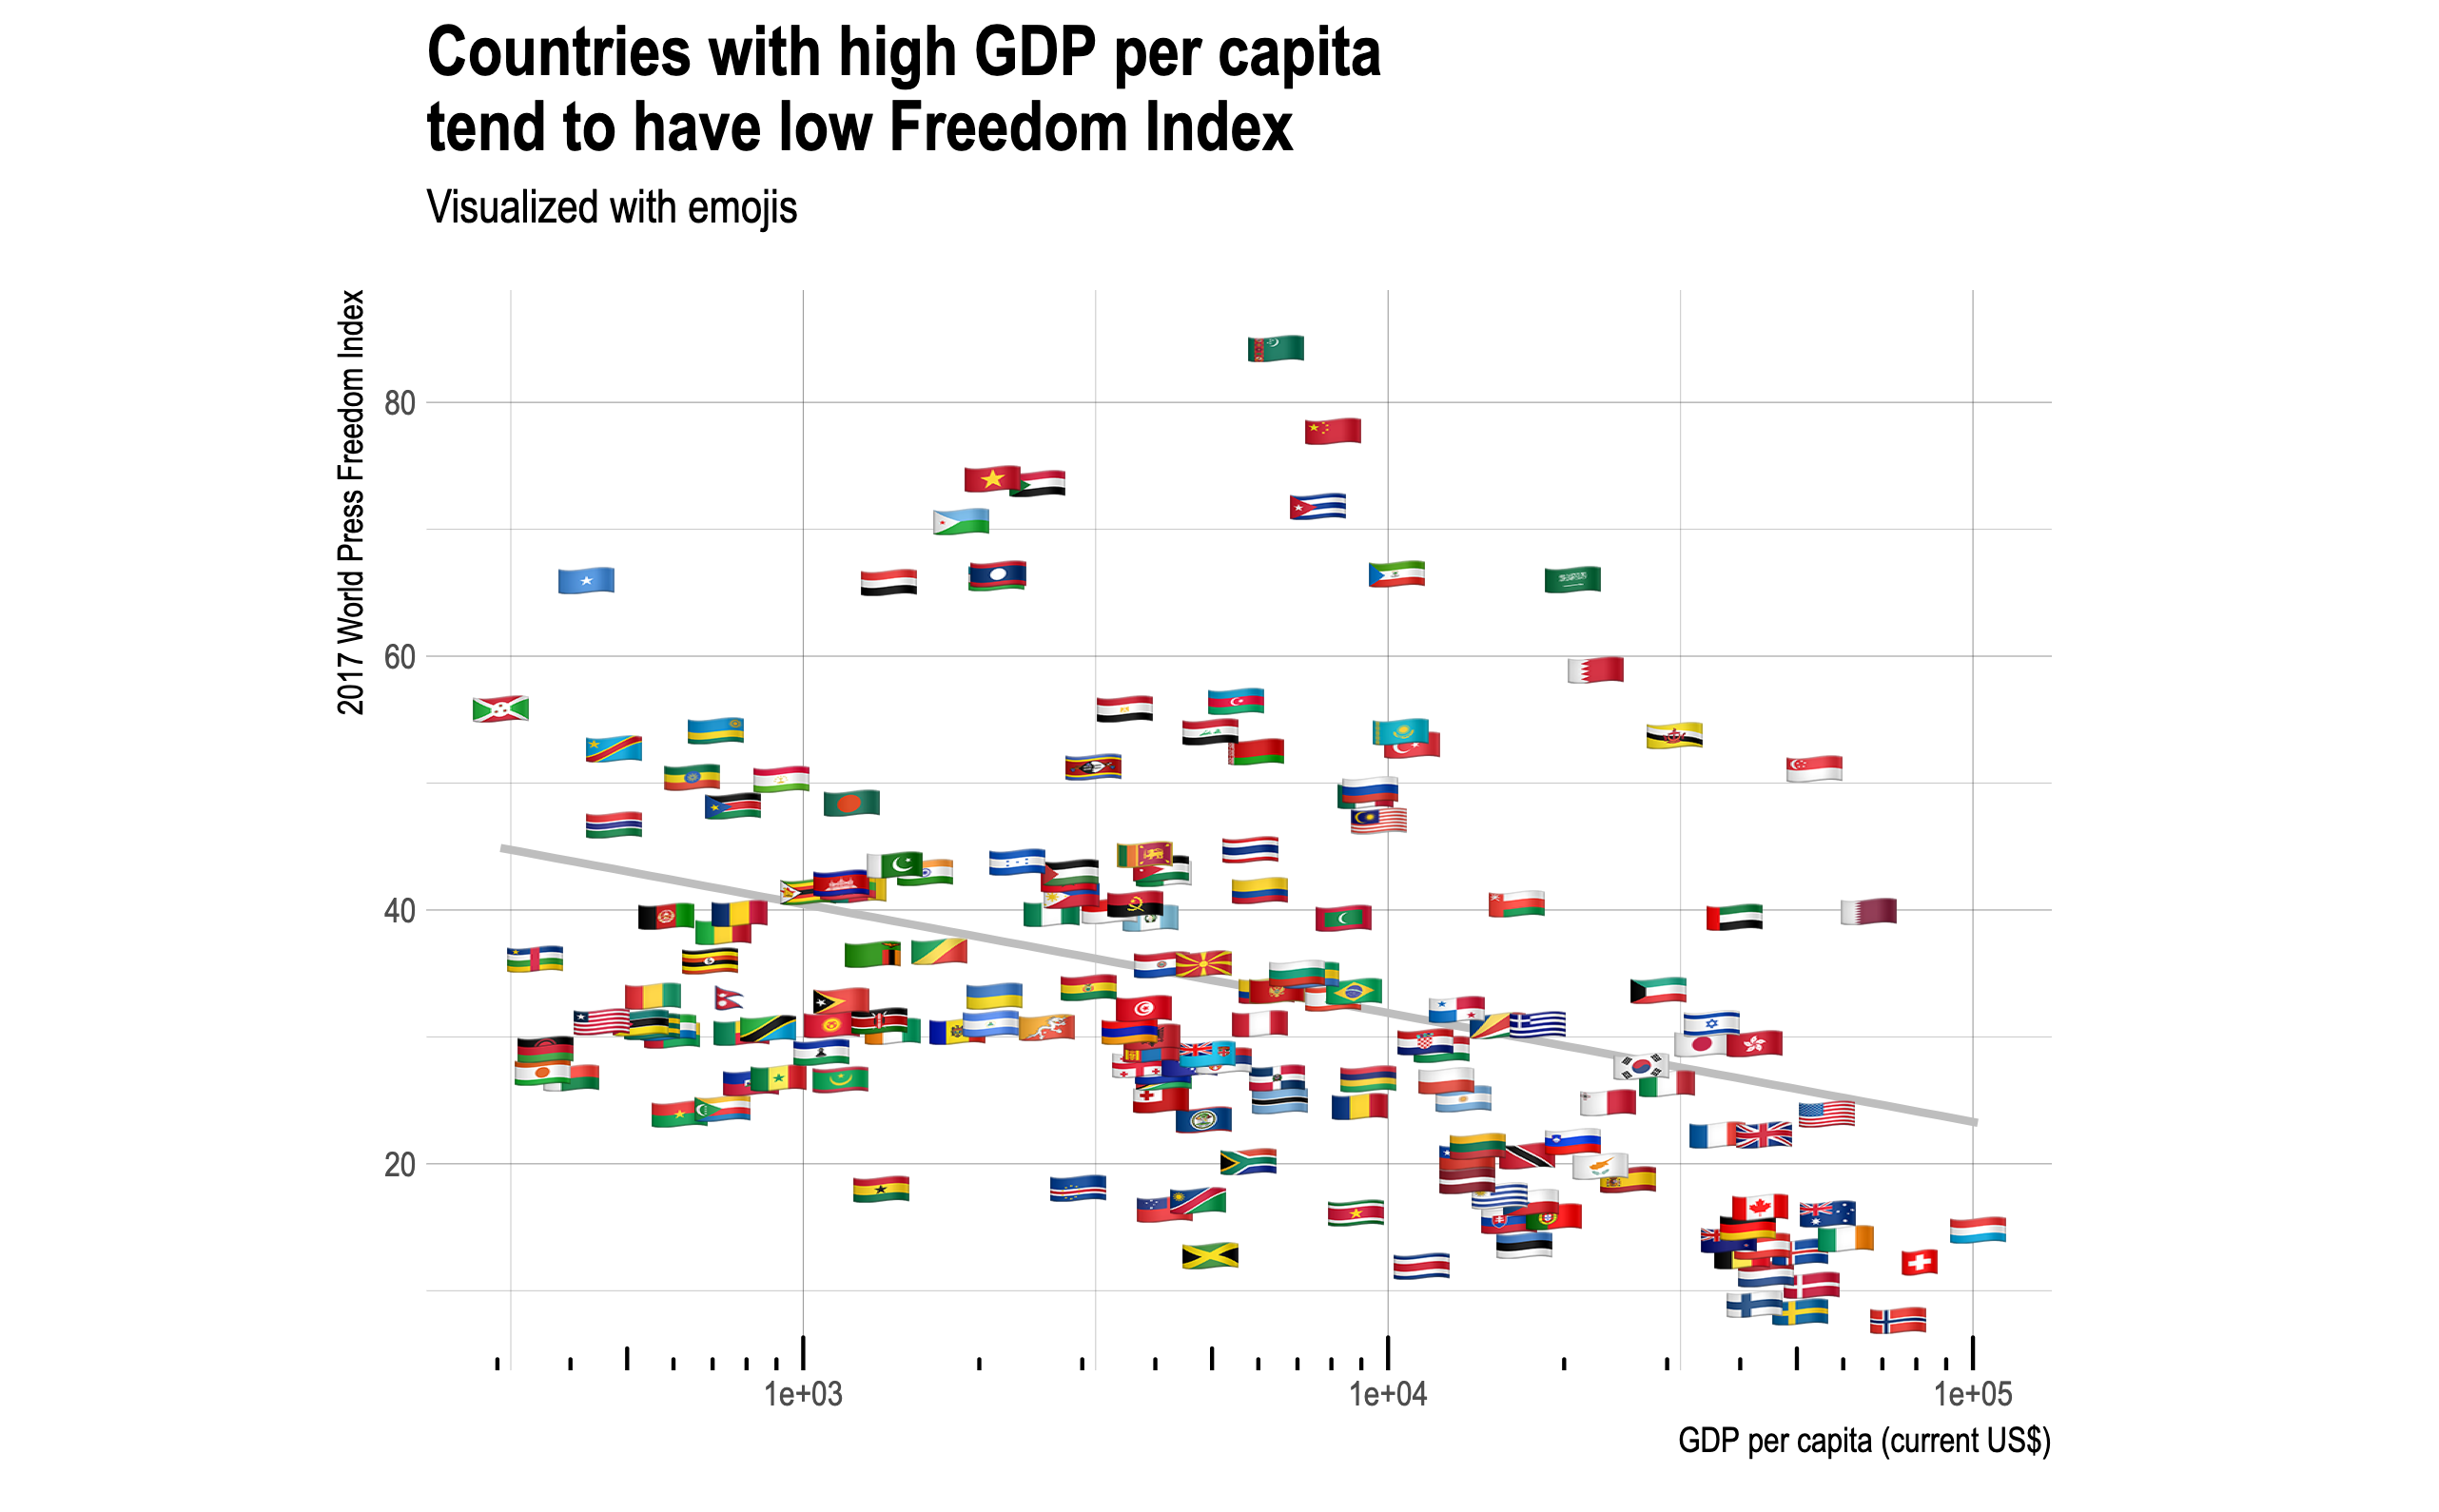 Countries with high GDP per capita
tend to have low Freedom Index
Visualized with emojis
2017 World Press Freedom Index
80
60
40
20
1e+03
1e+04
1e+05
GDP per capita (current US$)